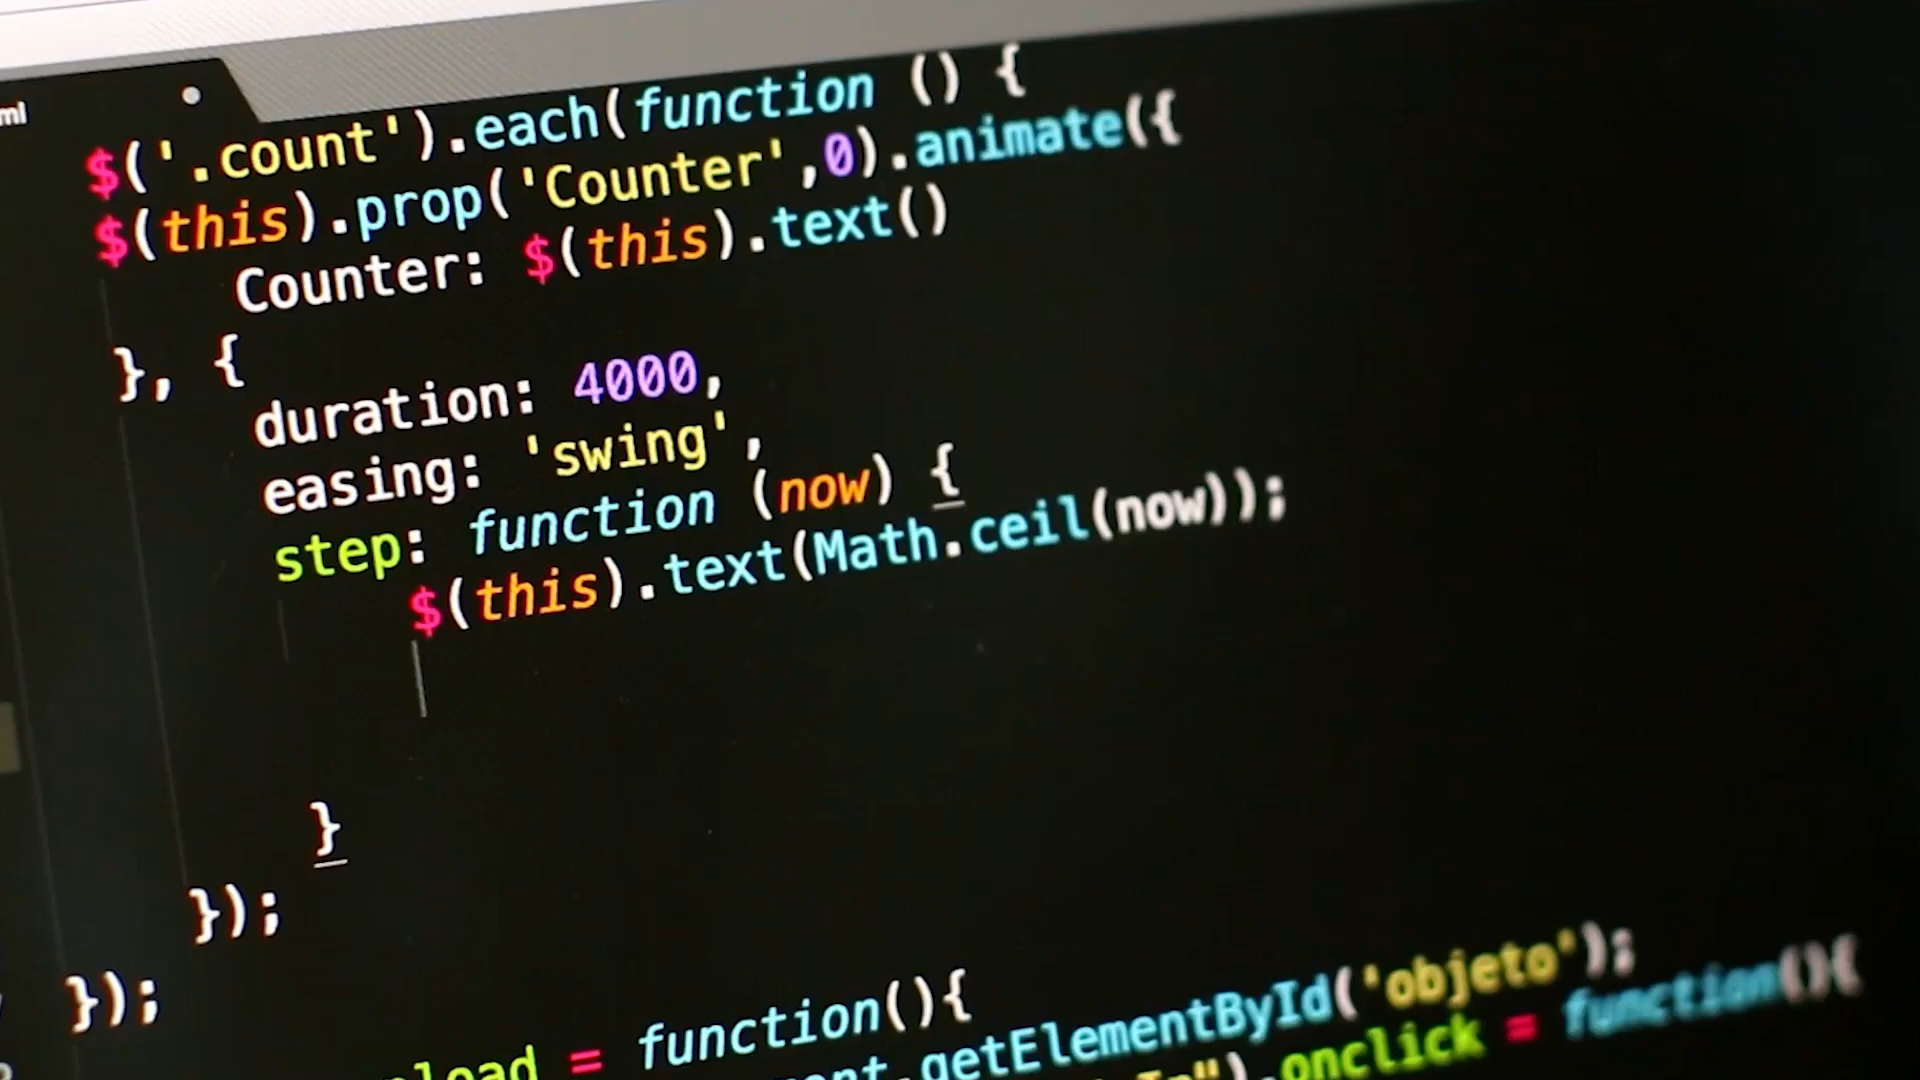 $('.count').each(function () {
$(this).prop('Counter',0).animate({
Counter: $(this).text()
}, {
duration: 4000,
easing: 'swing',
step: function (now) {
$(this).text(Math.ceil(now));
}
});
});
= function(){
.getElementById('objeto');
.onclick = function(){